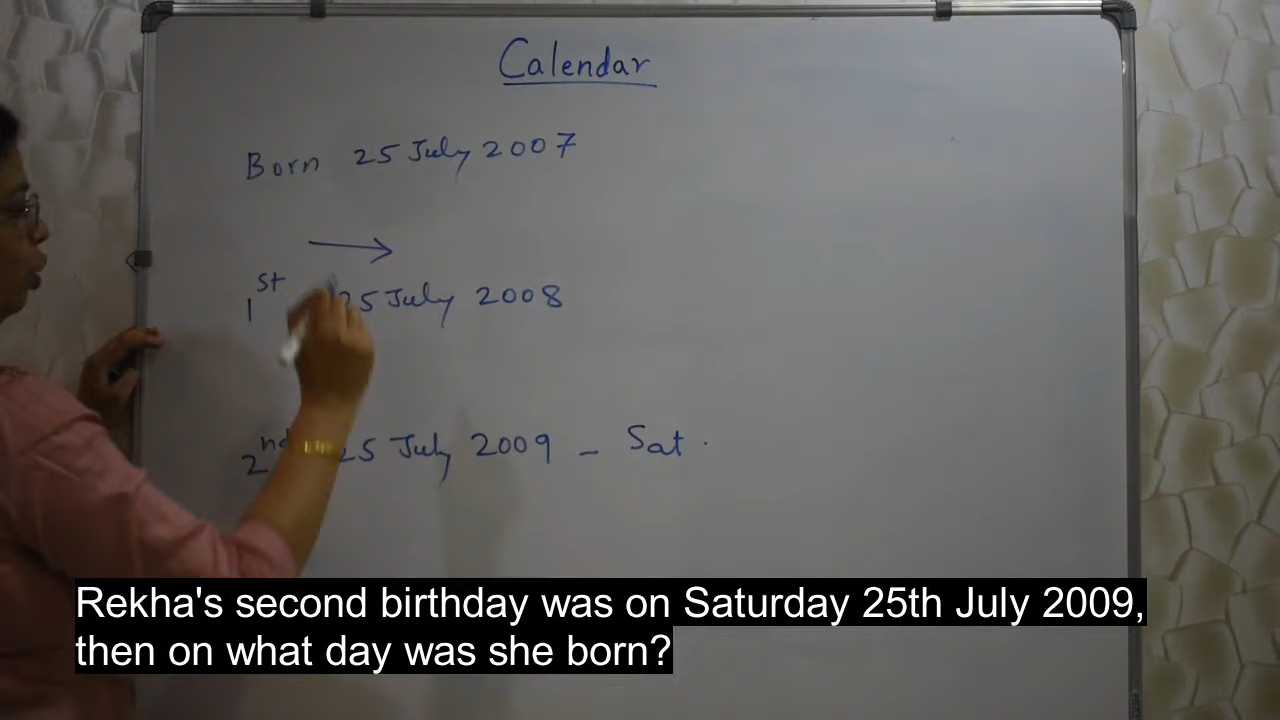 Calendar
Born 25 July 2007
1st 25 July 2008
2nd 25 July 2009 - Sat.
Rekha's second birthday was on Saturday 25th July 2009,
then on what day was she born?